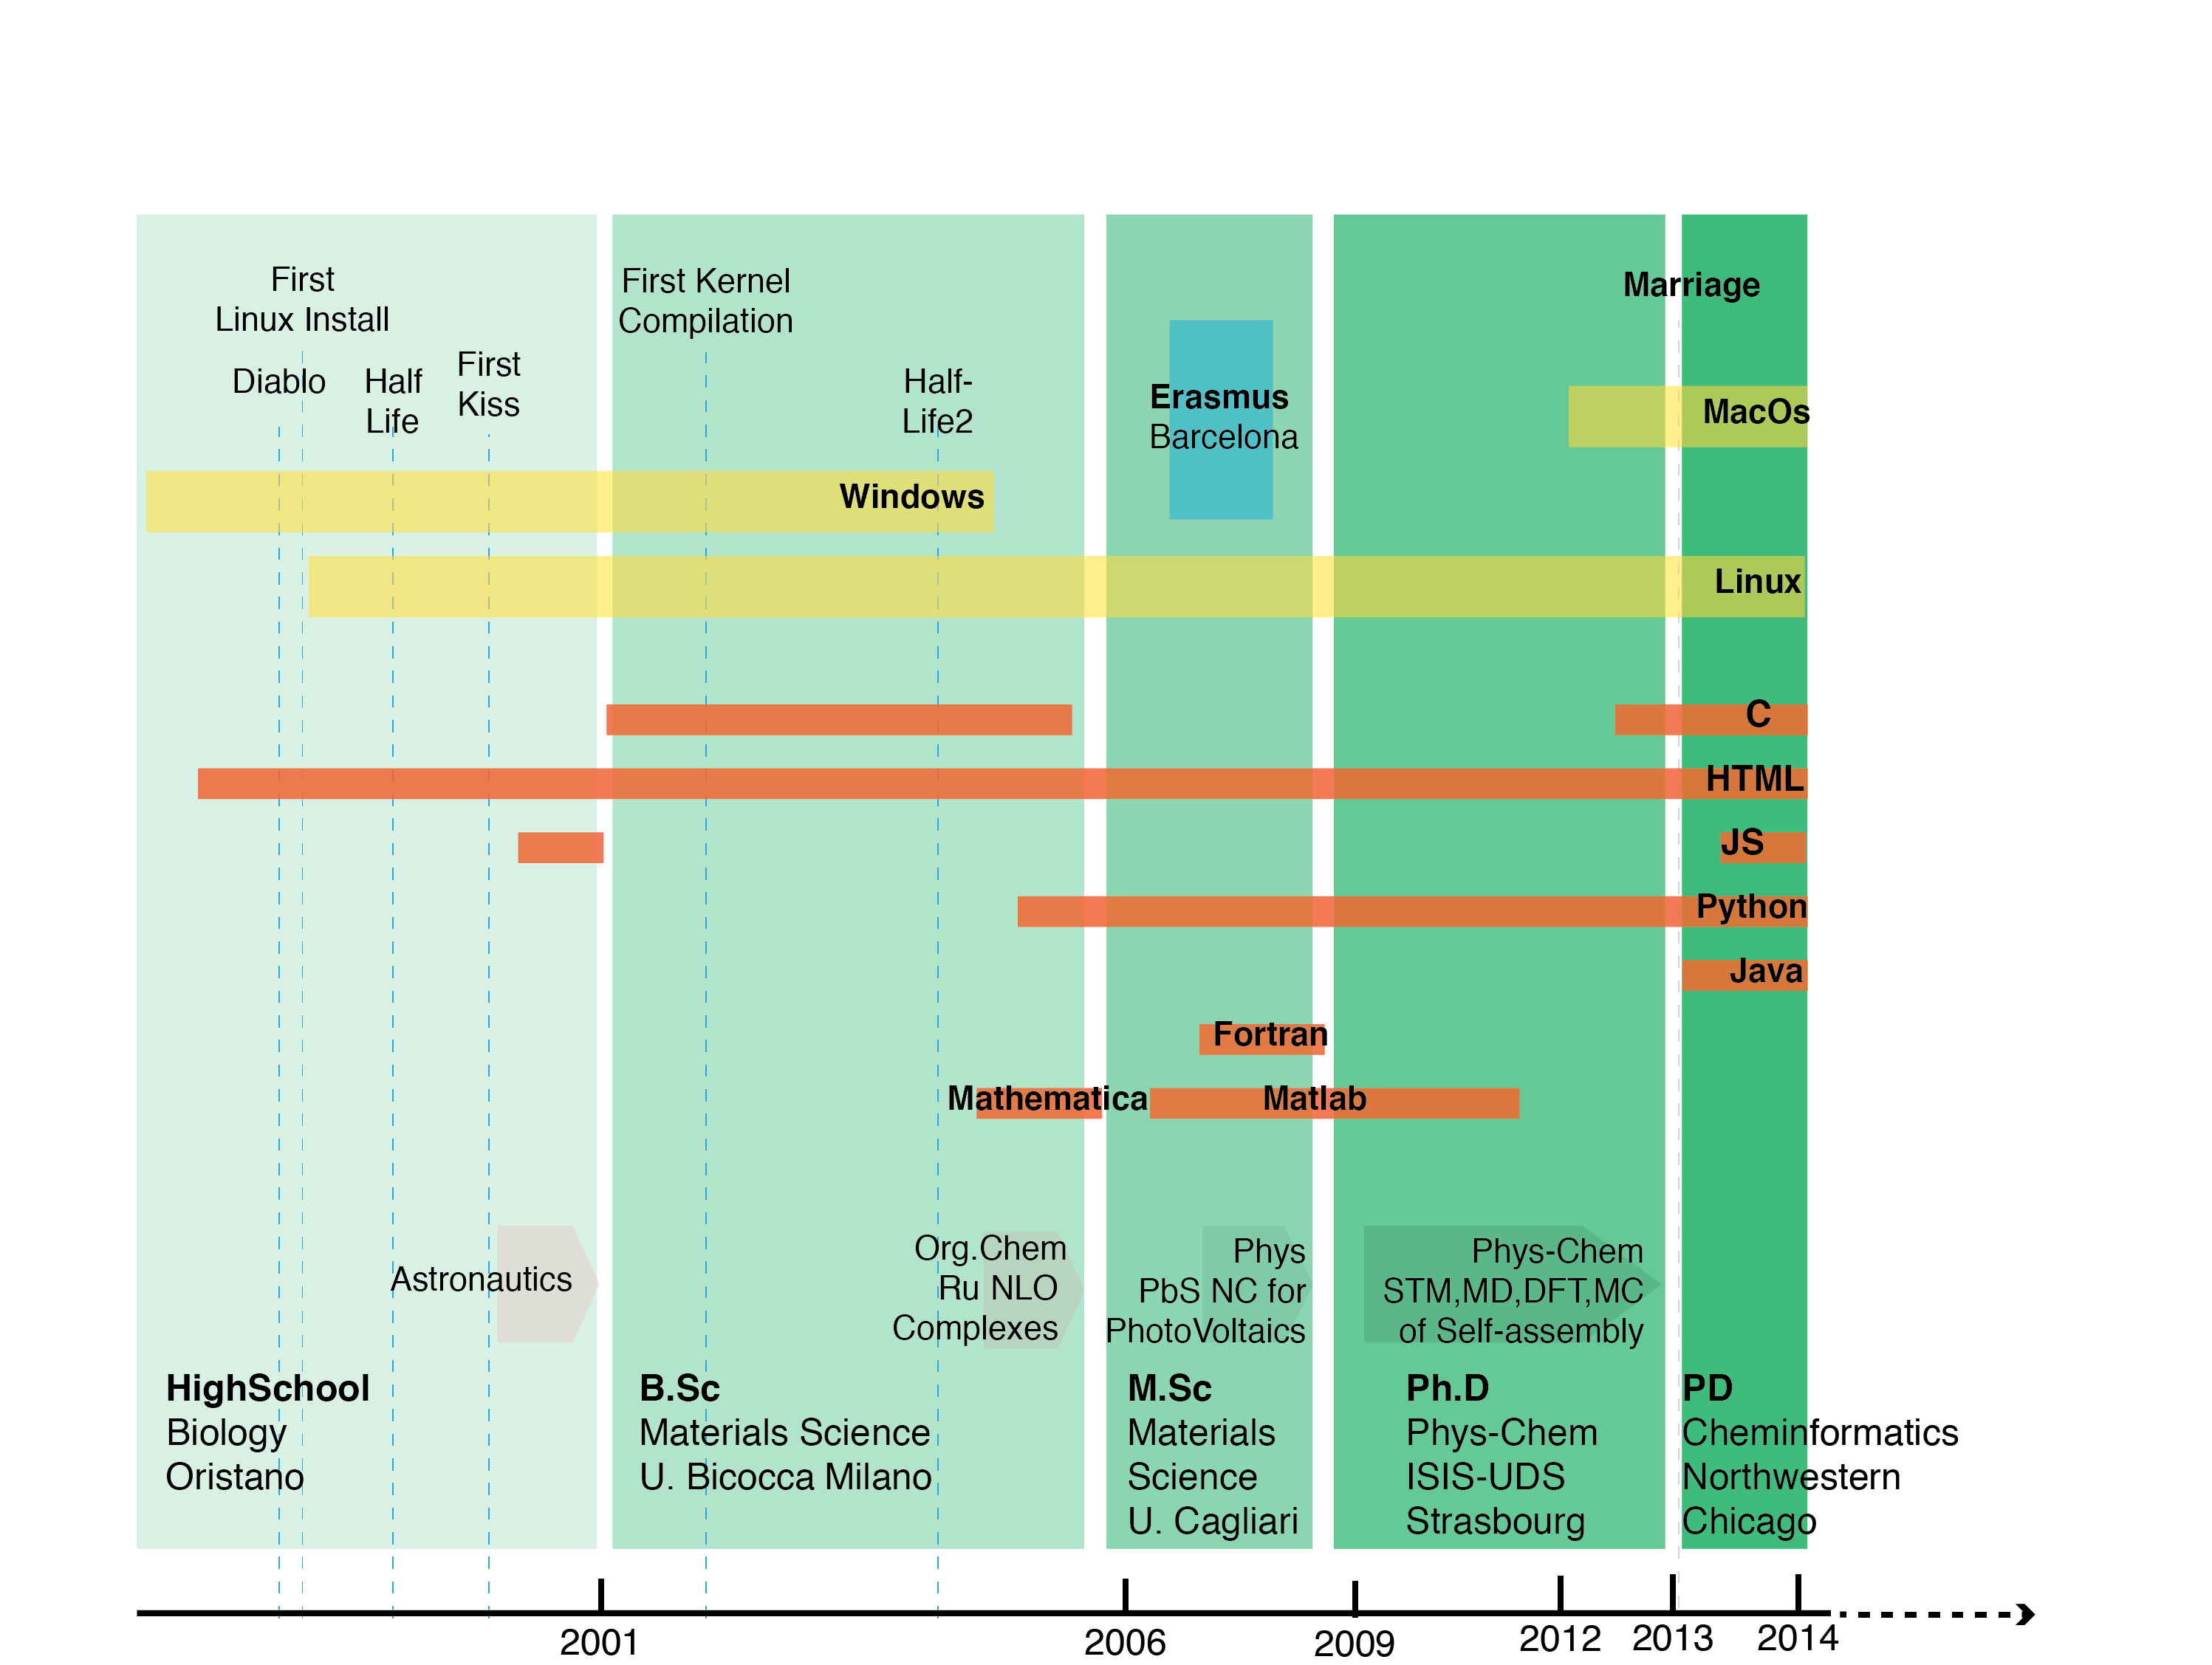 First
Linux Install
First Kernel
Compilation
Marriage
Diablo
Half
Life
First
Kiss
Half-
Life2
Erasmus
Barcelona
MacOs
Windows
Linux
C
HTML
JS
Python
Java
Fortran
Mathematica
Matlab
Astronautics
Org.Chem
Ru NLO
Complexes
Phys
PbS NC for
PhotoVoltaics
Phys-Chem
STM,MD,DFT,MC
of Self-assembly
HighSchool
Biology
Oristano
B.Sc
Materials Science
U. Bicocca Milano
M.Sc
Materials
Science
U. Cagliari
Ph.D
Phys-Chem
ISIS-UDS
Strasbourg
PD
Cheminformatics
Northwestern
Chicago
2001
2006
2009
2012
2013
2014